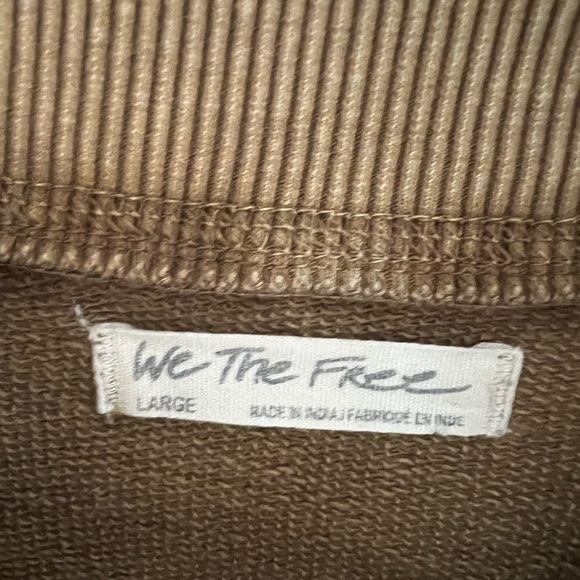 We The Free
LARGE MADE IN INDIA / FABRIQUÉ EN INDE